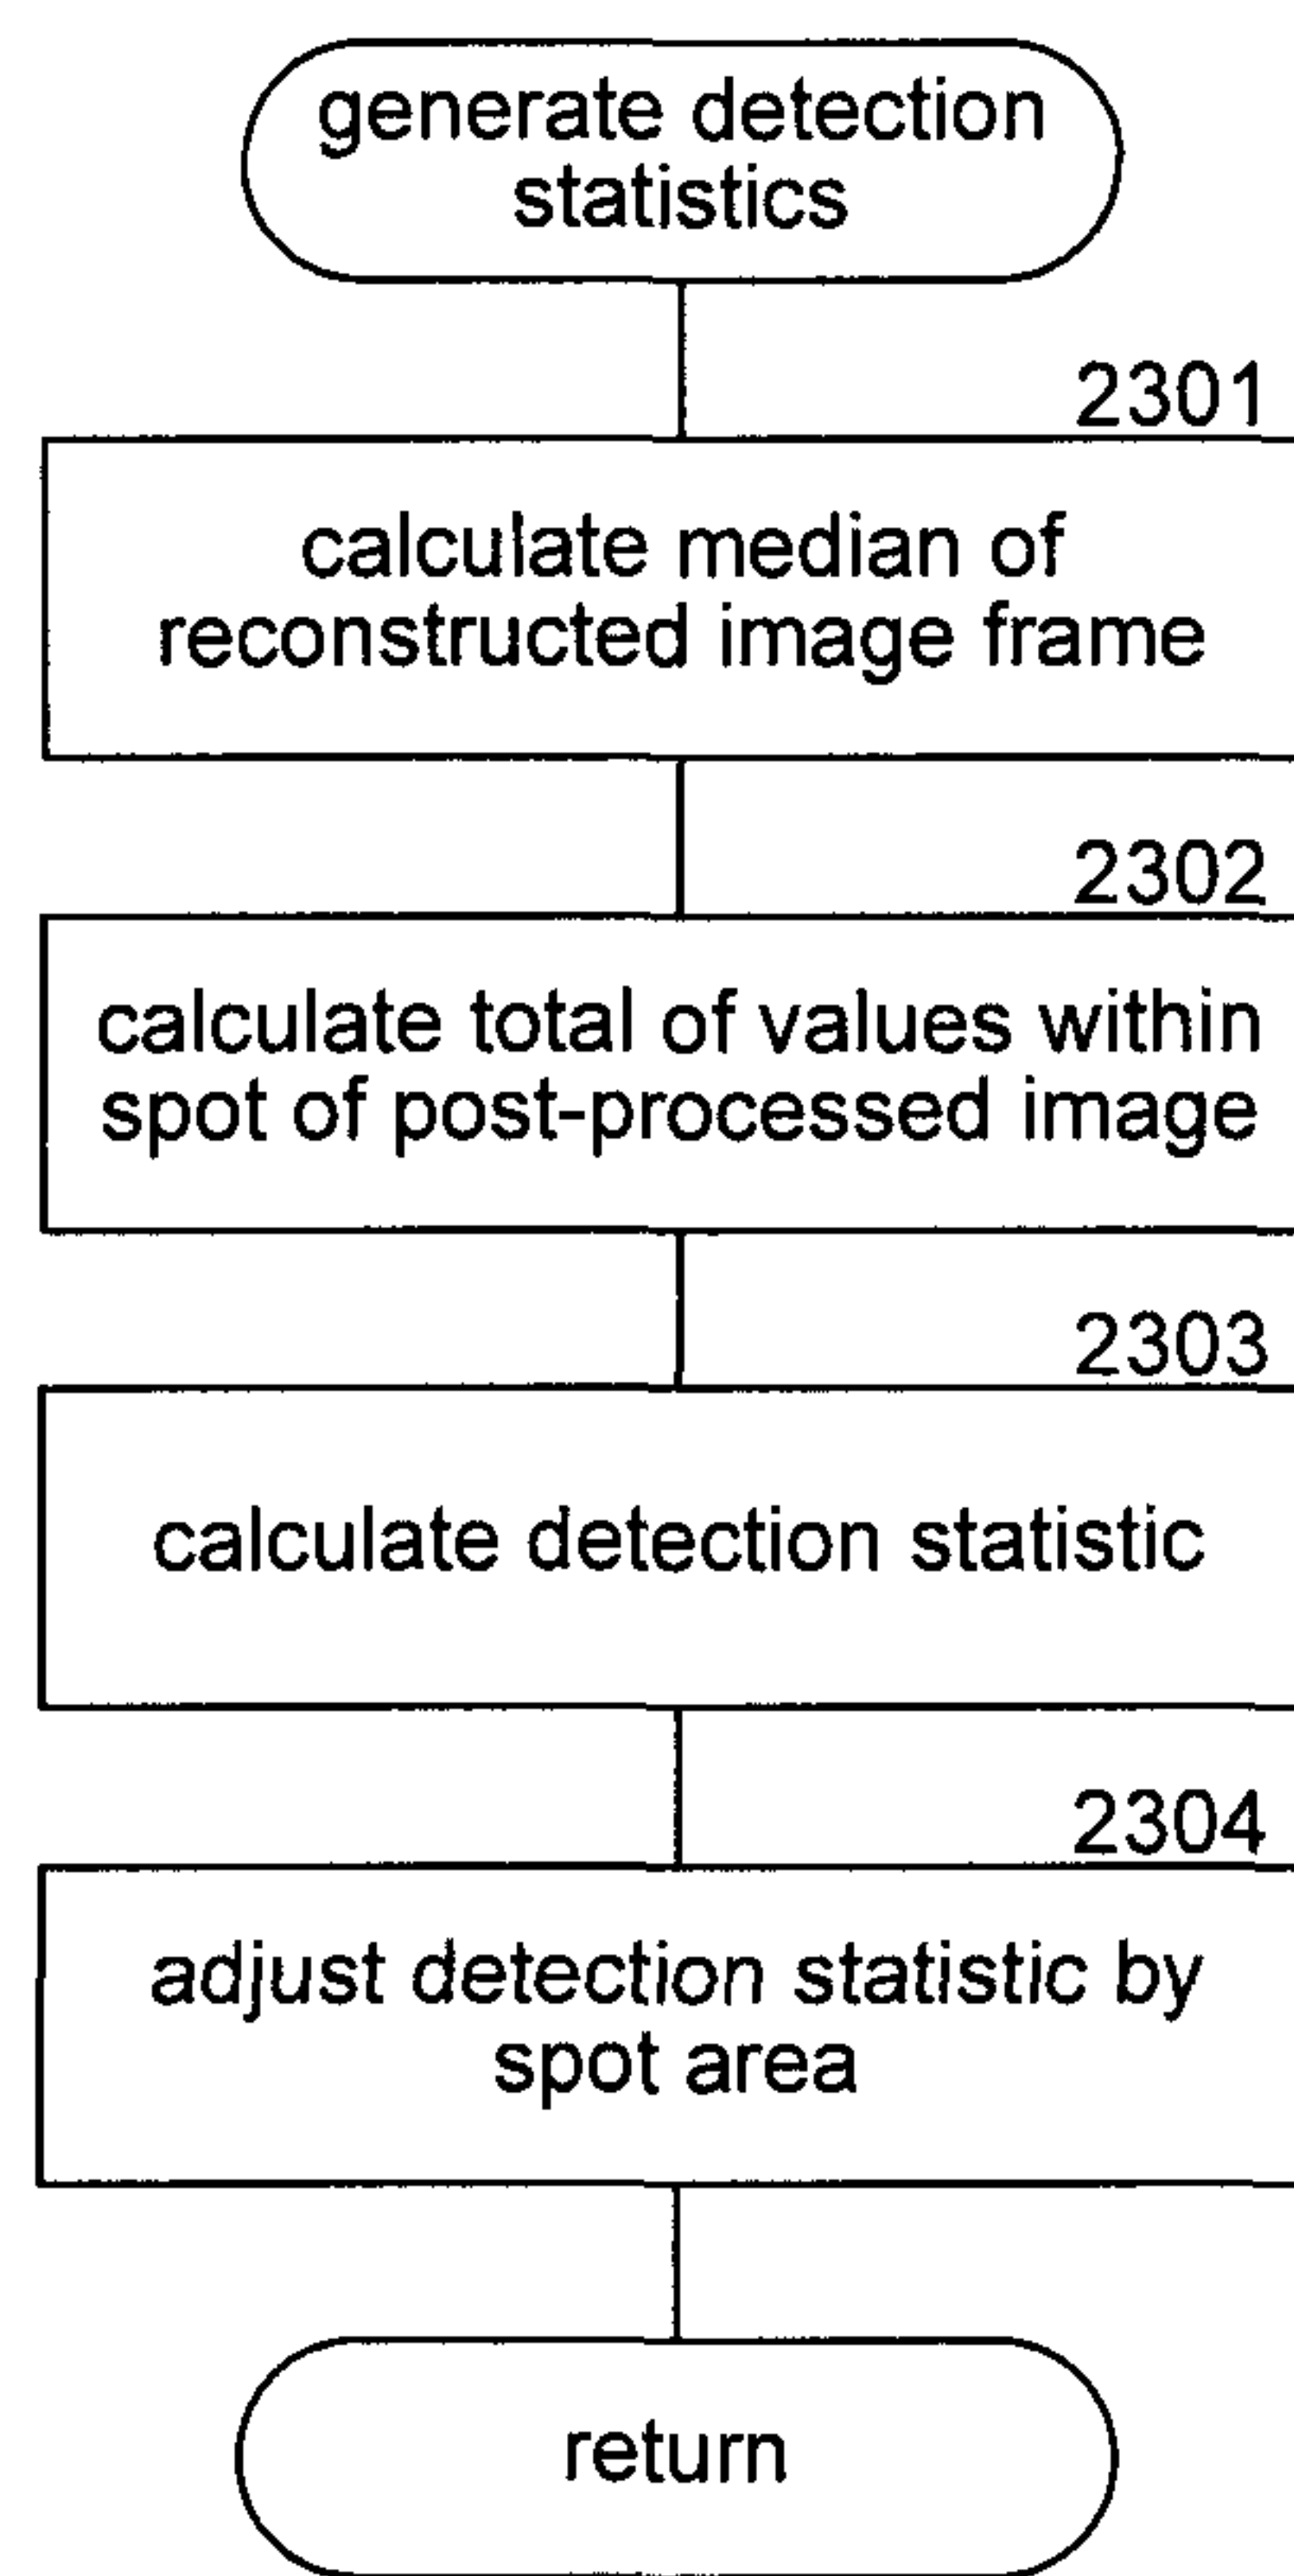 generate detection
statistics
2301
calculate median of
reconstructed image frame
2302
calculate total of values within
spot of post-processed image
2303
calculate detection statistic
2304
adjust detection statistic by
spot area
return